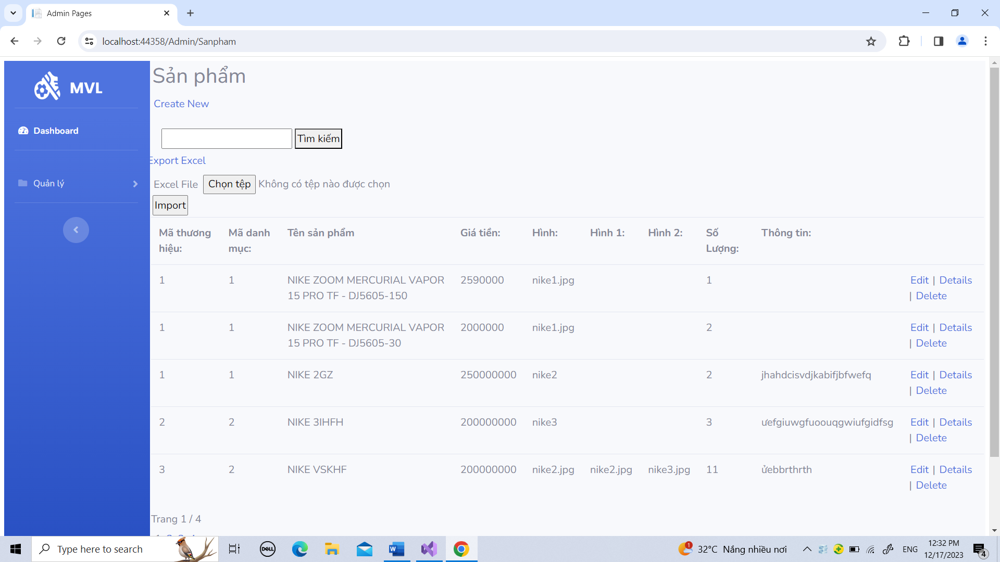 Admin Pages
localhost:44358/Admin/Sanpham
MVL
Dashboard
Quản lý
Sản phẩm
Create New
Tìm kiếm
Export Excel
Excel File Chọn tệp Không có tệp nào được chọn
Import
Mã thương hiệu: Mã danh mục: Tên sản phẩm Giá tiền: Hình: Hình 1: Hình 2: Số Lượng: Thông tin:
1 1 NIKE ZOOM MERCURIAL VAPOR 2590000 nike1.jpg 1 Edit | Details
15 PRO TF - DJ5605-150 | Delete
1 1 NIKE ZOOM MERCURIAL VAPOR 2000000 nike1.jpg 2 Edit | Details
15 PRO TF - DJ5605-30 | Delete
1 1 NIKE 2GZ 250000000 nike2 2 jhahdcisvdjkabifjbfwefq Edit | Details
| Delete
2 2 NIKE 3IHFH 200000000 nike3 3 ưefgiuwgfuoouqgwiufgidfsg Edit | Details
| Delete
3 2 NIKE VSKHF 200000000 nike2.jpg nike2.jpg nike3.jpg 11 ửebbrthrth Edit | Details
| Delete
Trang 1 / 4
Type here to search
DELL
1
32°C Nắng nhiều nơi
ENG
12:32 PM
12/17/2023
4